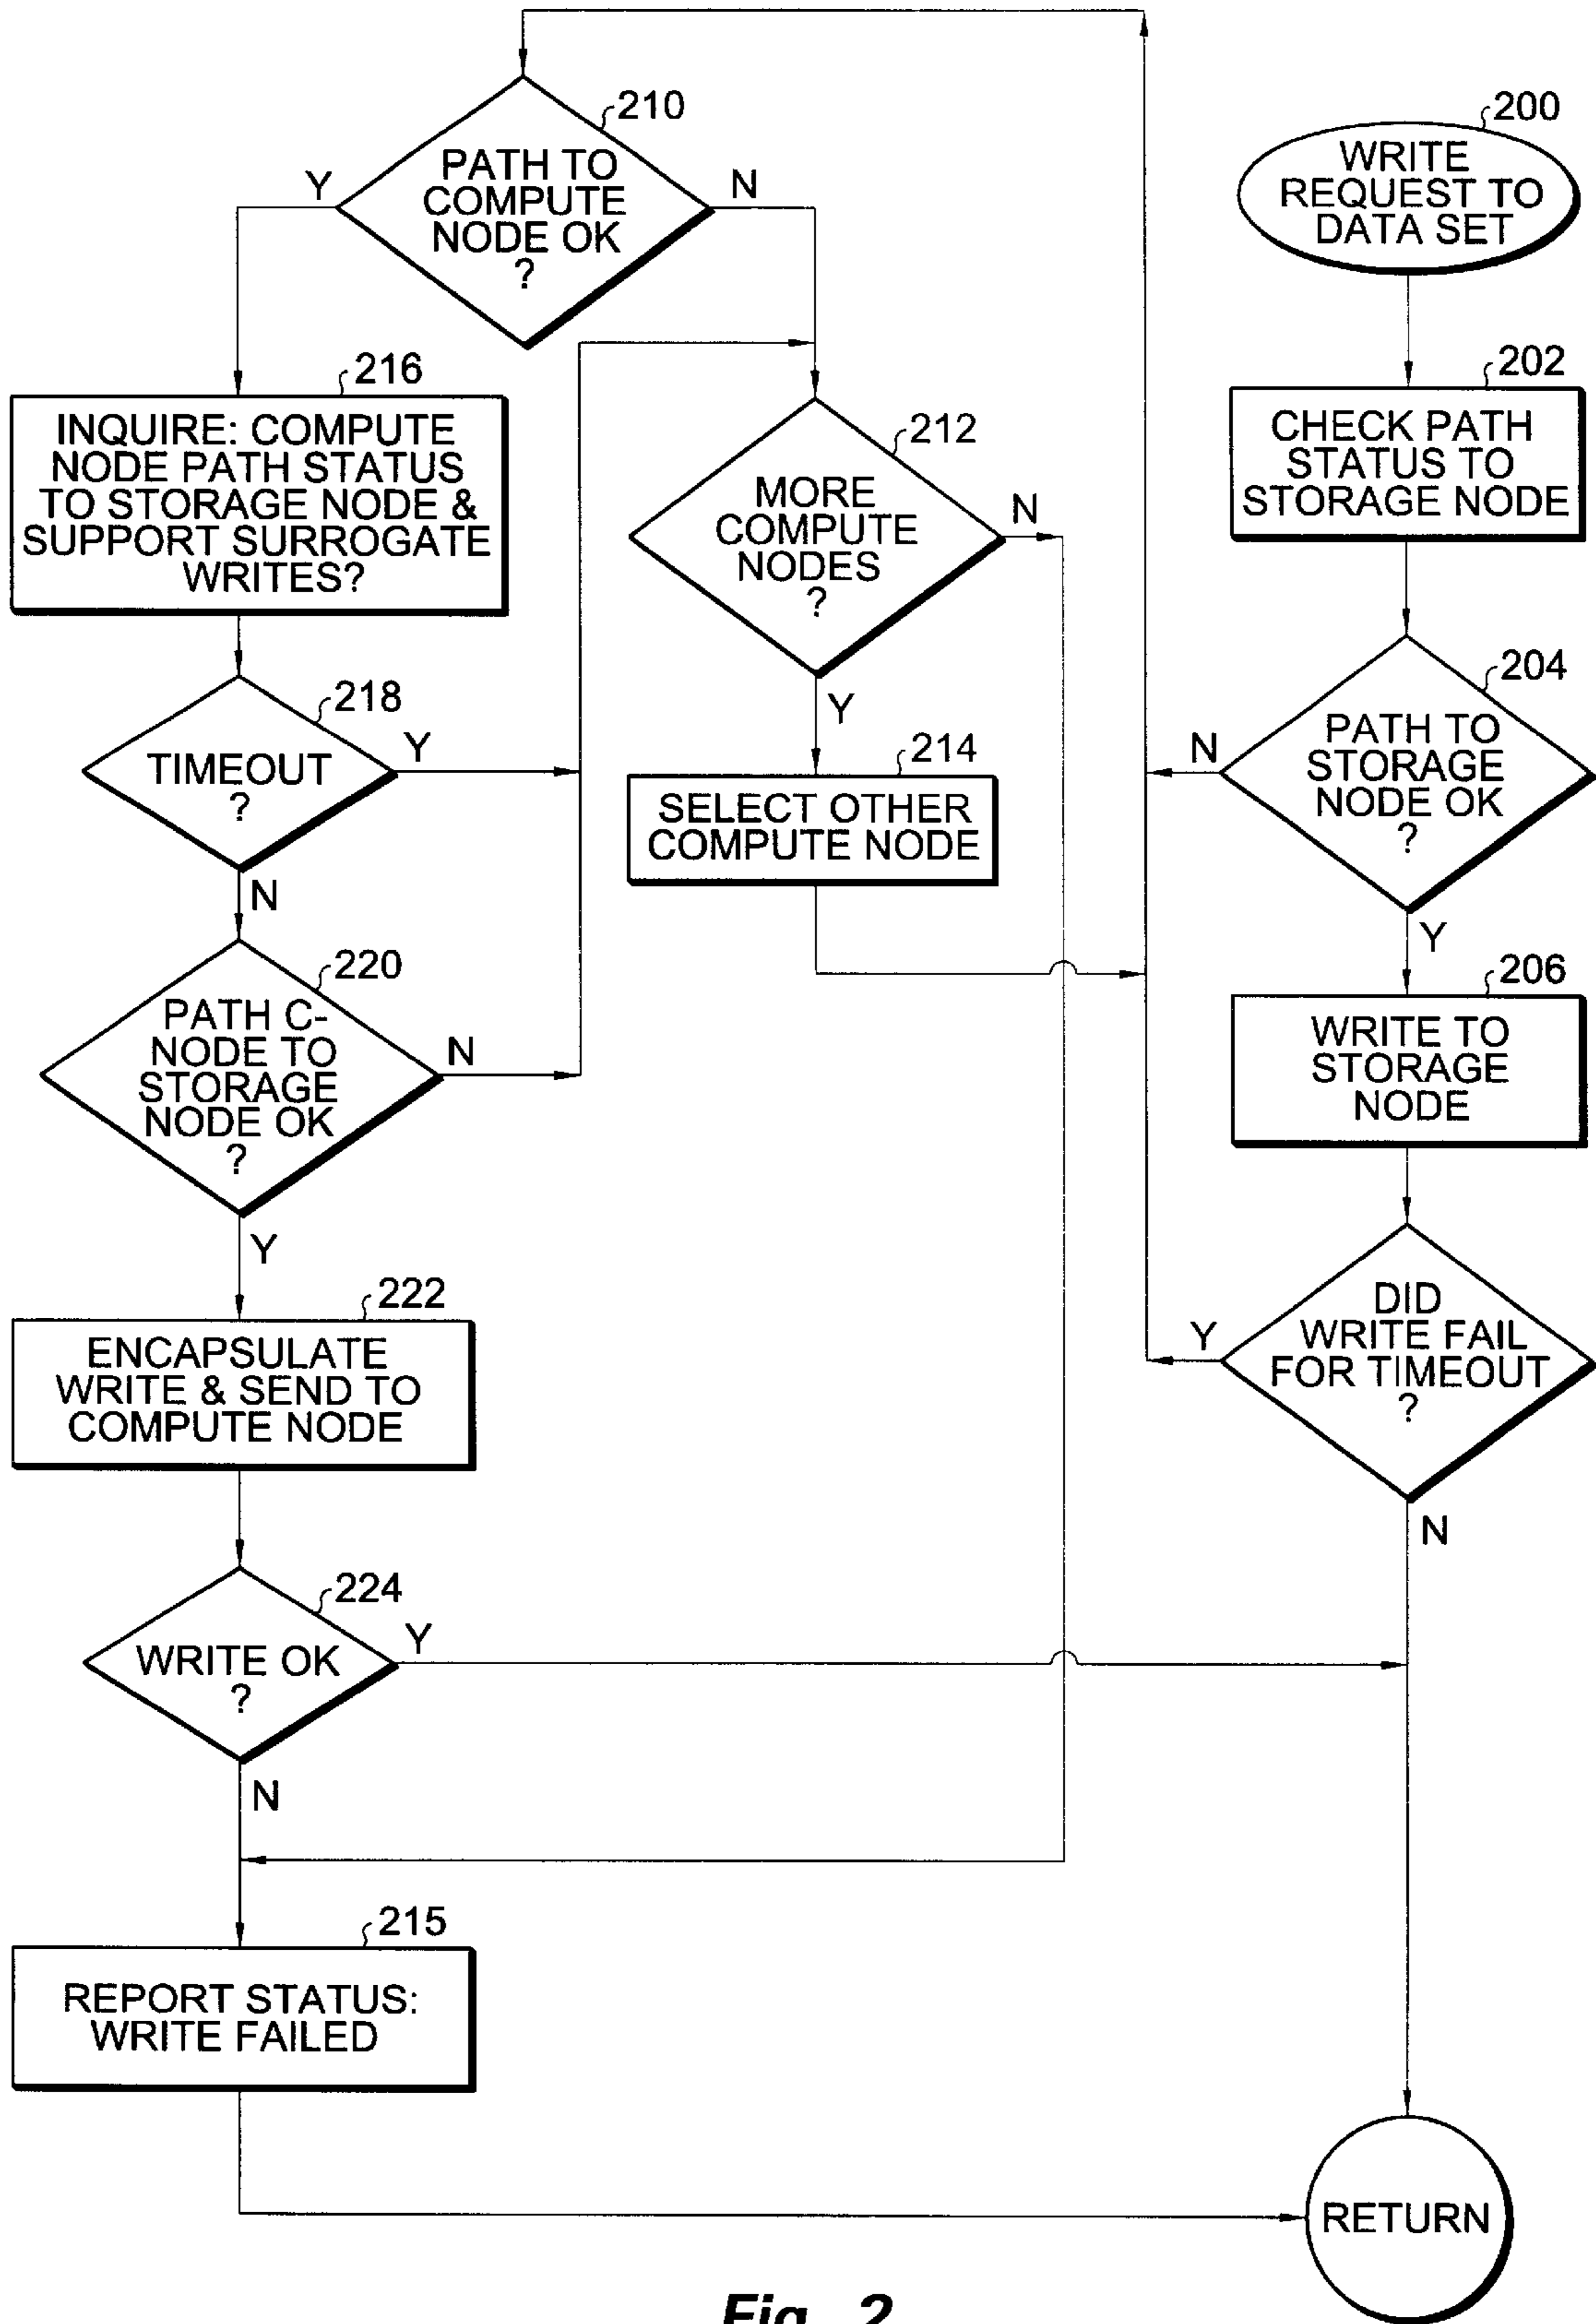 210
PATH TO
COMPUTE
NODE OK
?
Y
N
200
WRITE
REQUEST TO
DATA SET
216
INQUIRE: COMPUTE
NODE PATH STATUS
TO STORAGE NODE &
SUPPORT SURROGATE
WRITES?
202
CHECK PATH
STATUS TO
STORAGE NODE
212
MORE
COMPUTE
NODES
?
N
Y
218
TIMEOUT
?
Y
N
214
SELECT OTHER
COMPUTE NODE
204
PATH TO
STORAGE
NODE OK
?
N
Y
220
PATH C-
NODE TO
STORAGE
NODE OK
?
N
Y
206
WRITE TO
STORAGE
NODE
222
ENCAPSULATE
WRITE & SEND TO
COMPUTE NODE
DID
WRITE FAIL
FOR TIMEOUT
?
Y
N
224
WRITE OK
?
Y
N
215
REPORT STATUS:
WRITE FAILED
RETURN
Fig. 2